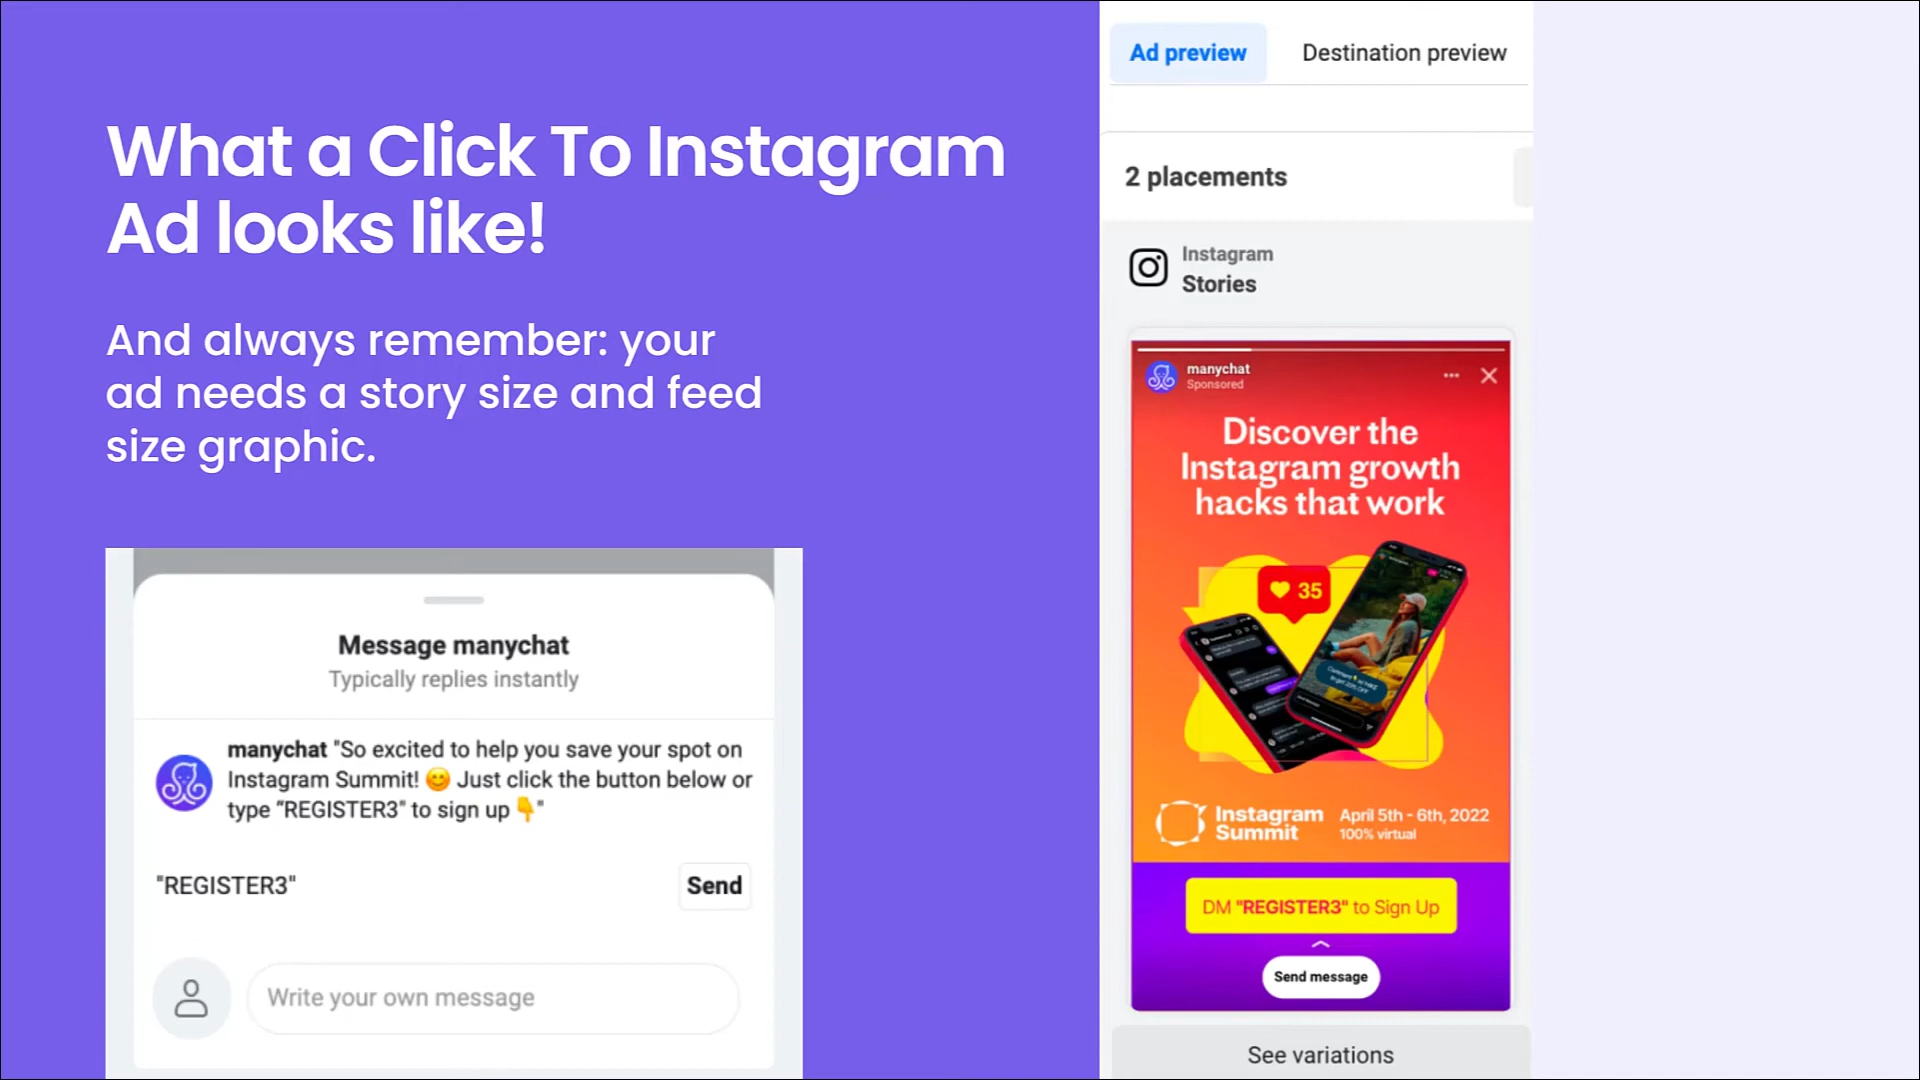 What a Click To Instagram
Ad looks like!
And always remember: your
ad needs a story size and feed
size graphic.
Message manychat
Typically replies instantly
manychat "So excited to help you save your spot on
Instagram Summit! 😊 Just click the button below or
type "REGISTER3" to sign up 👇"
"REGISTER3"
Send
Write your own message
Ad preview
Destination preview
2 placements
Instagram
Stories
manychat
Sponsored
Discover the
Instagram growth
hacks that work
35
Instagram
Summit
April 5th - 6th, 2022
100% virtual
DM "REGISTER3" to Sign Up
Send message
See variations